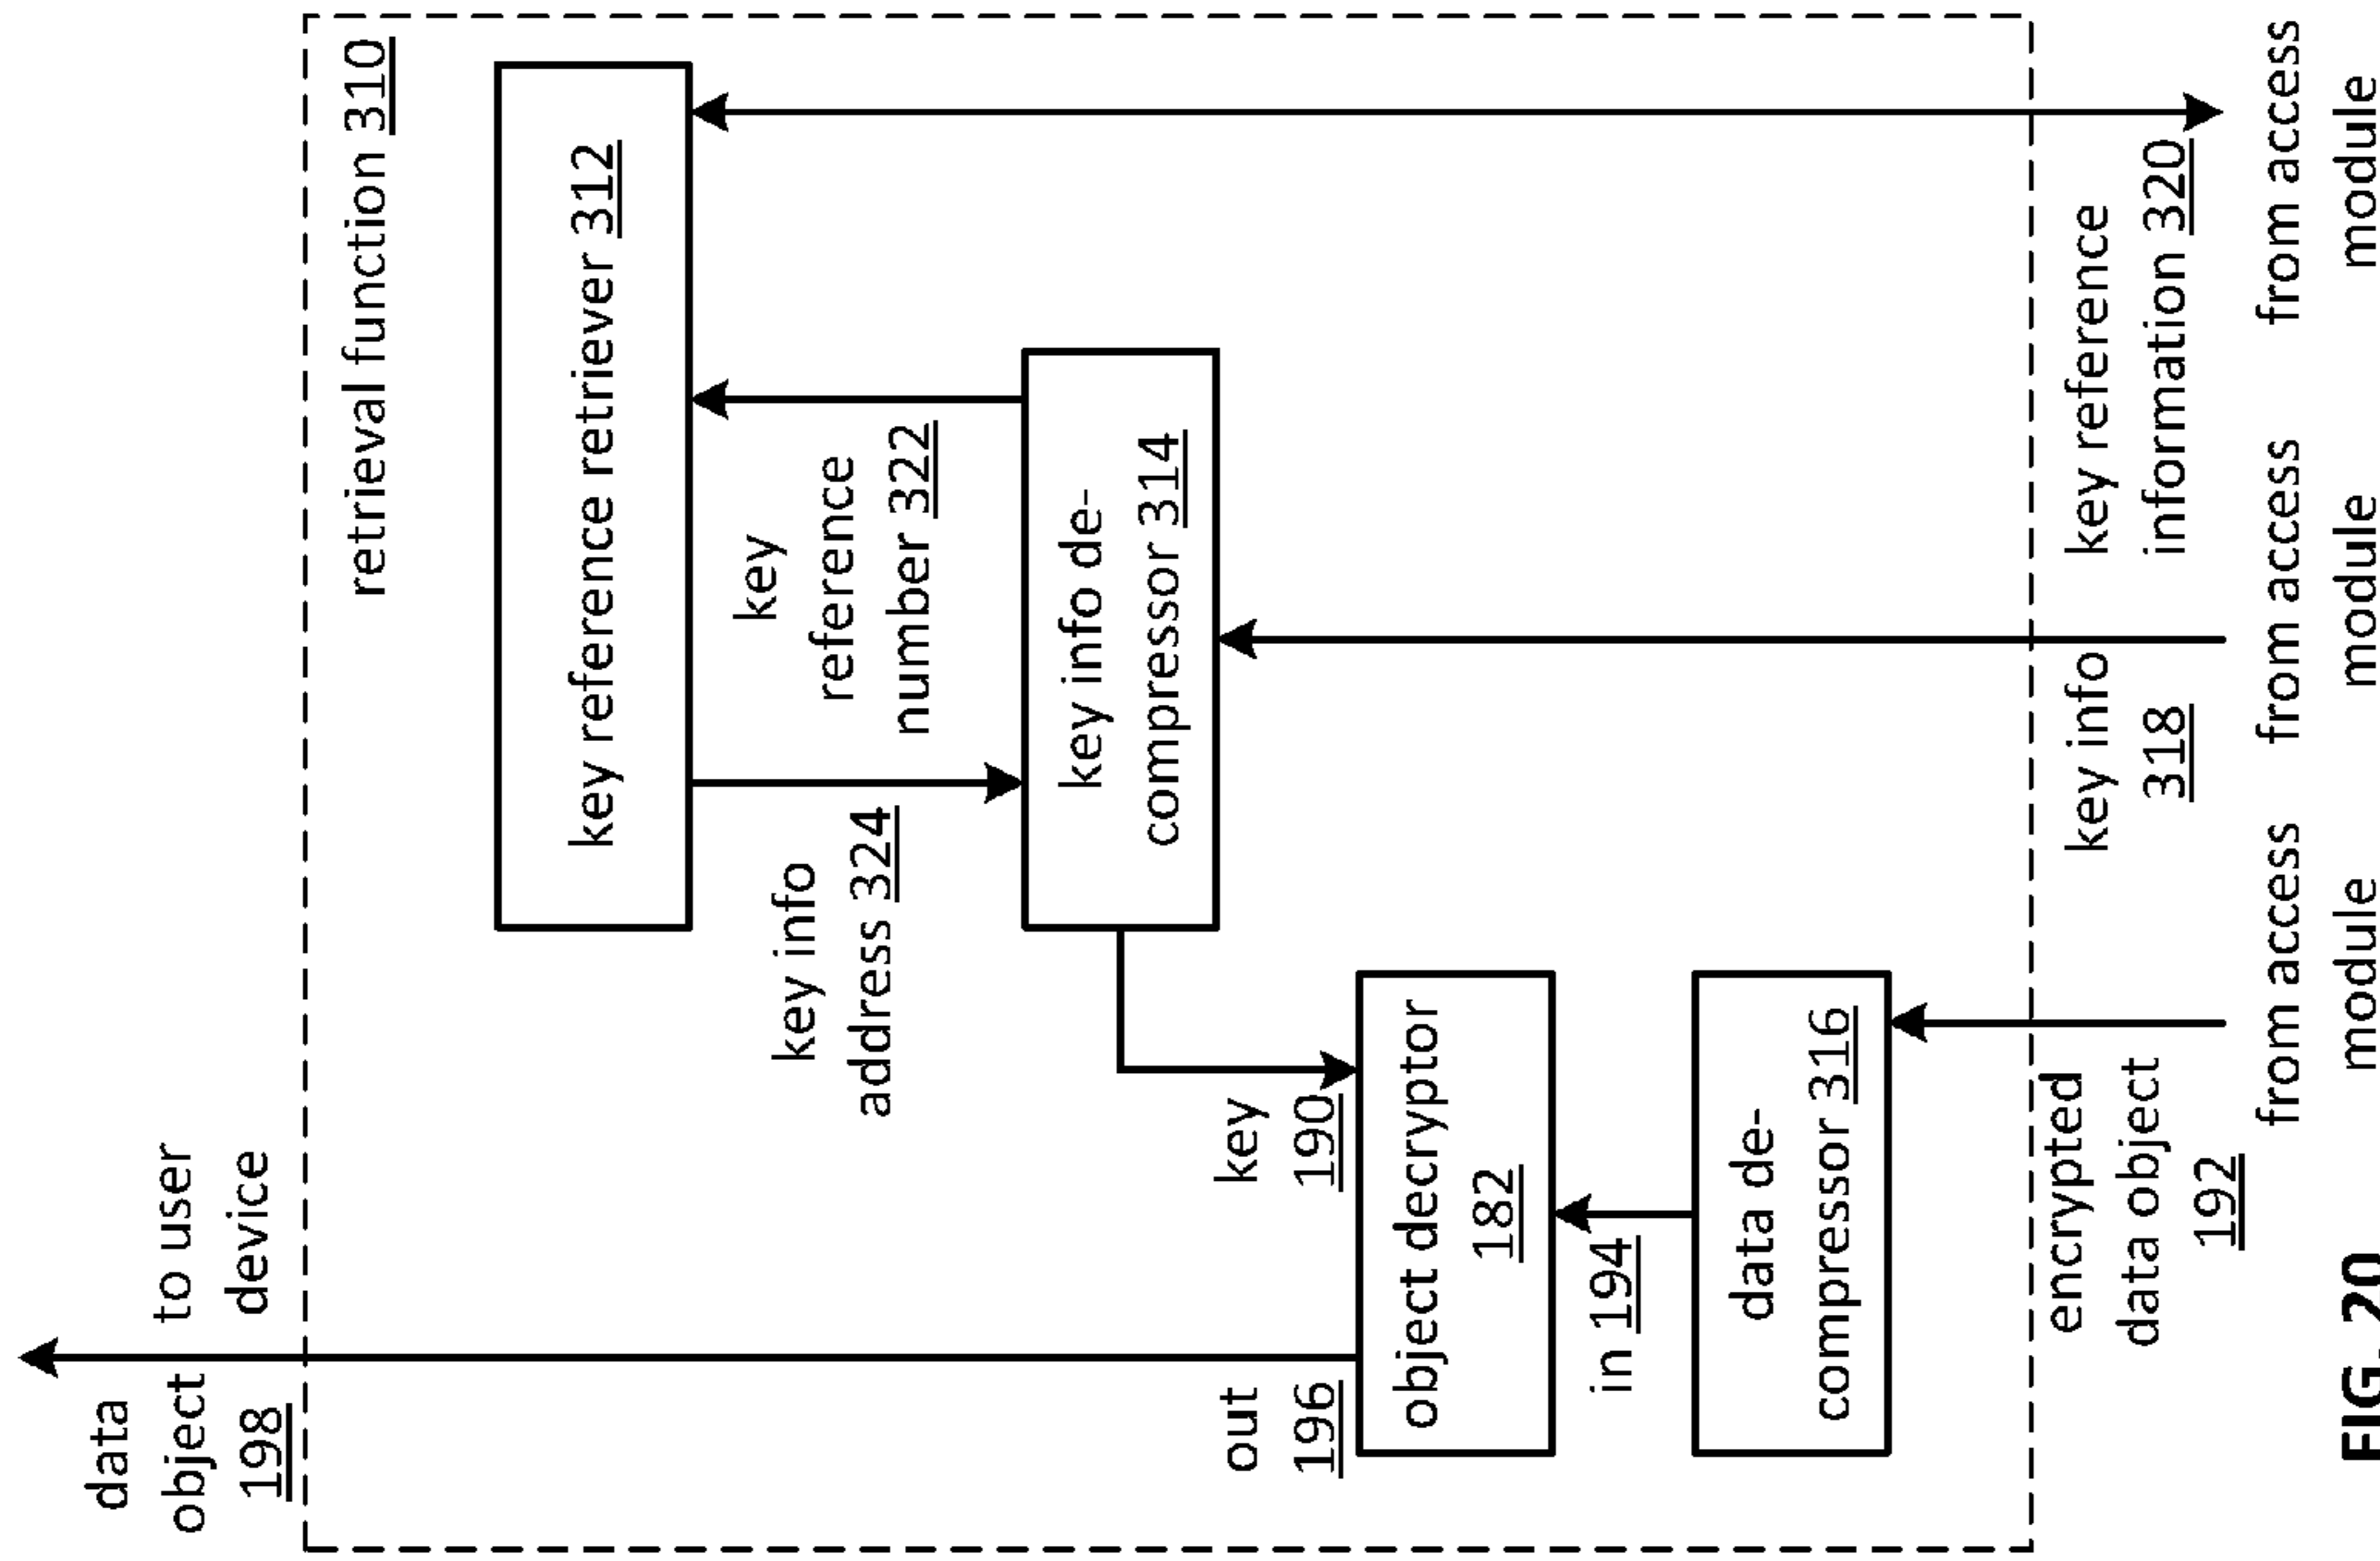 data
object
198
to user
device
retrieval function 310
key reference retriever 312
key info
address 324
key
reference
number 322
key info de-
compressor 314
out
196
key
190
object decryptor
182
in 194
data de-
compressor 316
encrypted
data object
192
key info
318
key reference
information 320
from access
module
from access
module
from access
module
FIG. 20